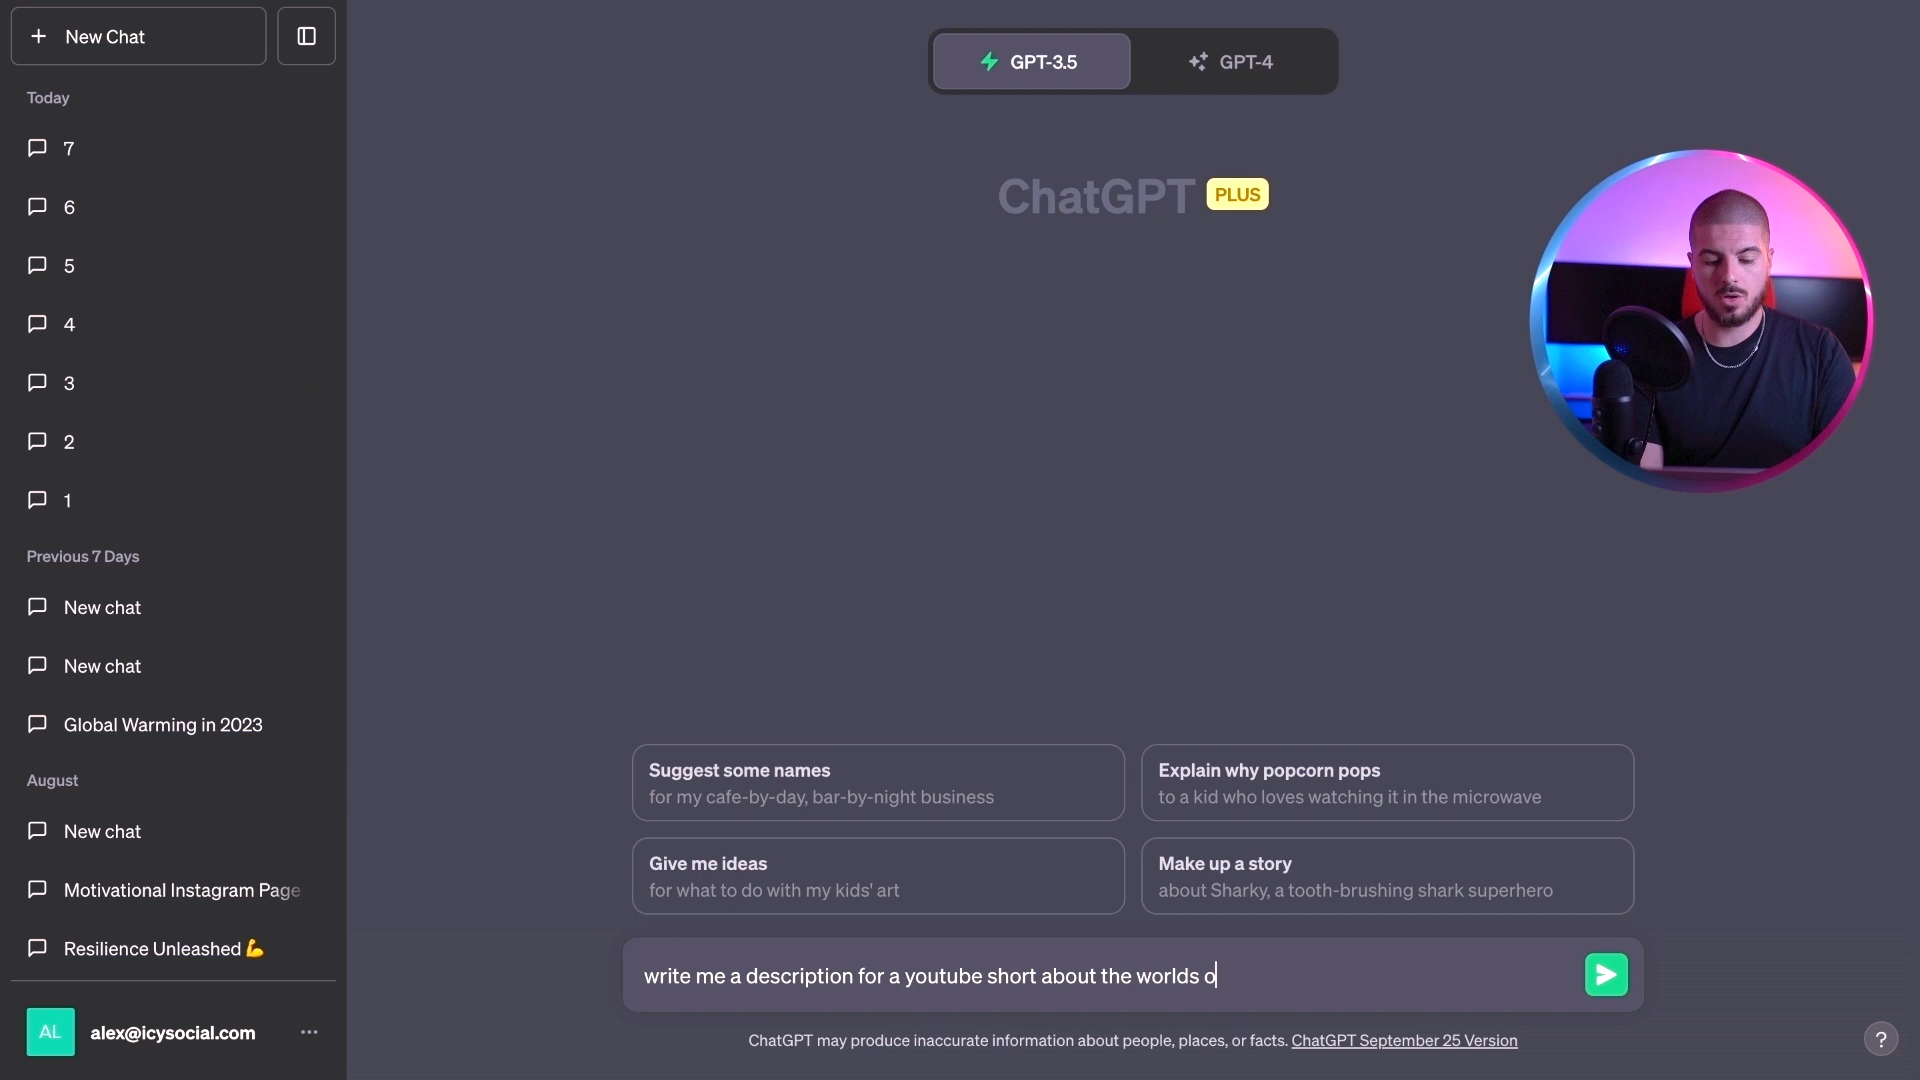 New Chat
Today
7
6
5
4
3
2
1
Previous 7 Days
New chat
New chat
Global Warming in 2023
August
New chat
Motivational Instagram Page
Resilience Unleashed 💪
AL
alex@icysocial.com
GPT-3.5
GPT-4
ChatGPT PLUS
Suggest some names
for my cafe-by-day, bar-by-night business
Explain why popcorn pops
to a kid who loves watching it in the microwave
Give me ideas
for what to do with my kids' art
Make up a story
about Sharky, a tooth-brushing shark superhero
write me a description for a youtube short about the worlds o
ChatGPT may produce inaccurate information about people, places, or facts. ChatGPT September 25 Version
?